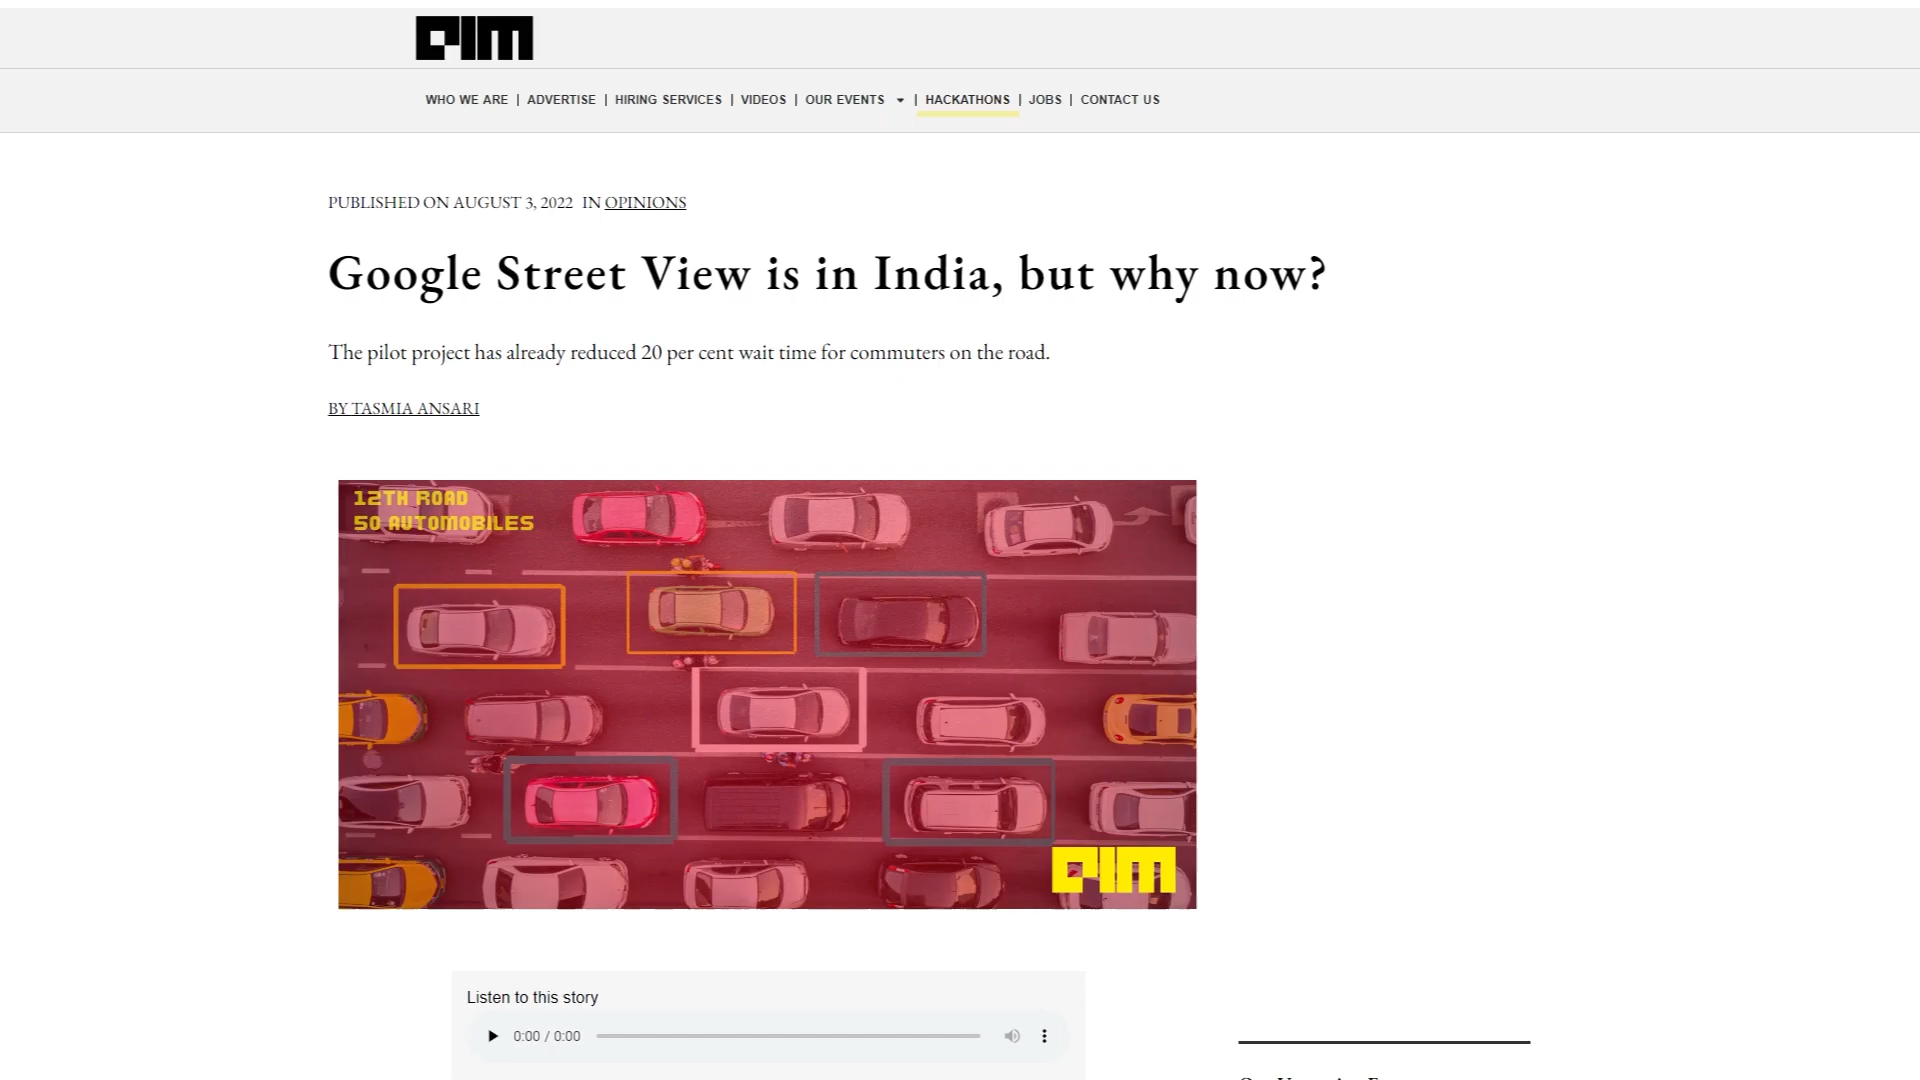 AIM
WHO WE ARE | ADVERTISE | HIRING SERVICES | VIDEOS | OUR EVENTS | HACKATHONS | JOBS | CONTACT US
PUBLISHED ON AUGUST 3, 2022 IN OPINIONS
Google Street View is in India, but why now?
The pilot project has already reduced 20 per cent wait time for commuters on the road.
BY TASMIA ANSARI
12TH ROAD
50 AUTOMOBILES
AIM
Listen to this story
0:00 / 0:00